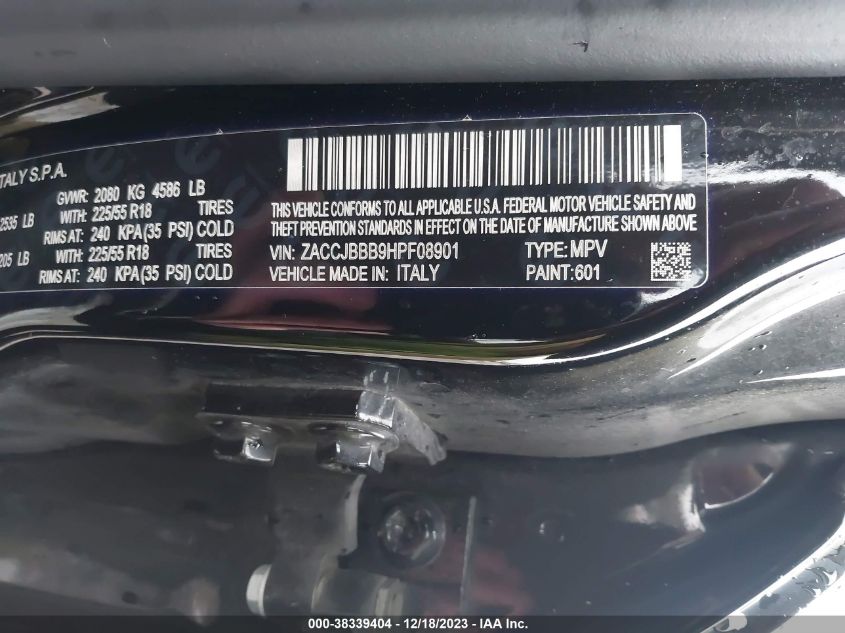 ITALY S.P.A.
GVWR: 2080 KG 4586 LB
2535 LB WITH: 225/55 R18 TIRES
RIMS AT: 240 KPA(35 PSI) COLD
205 LB WITH: 225/55 R18 TIRES
RIMS AT: 240 KPA(35 PSI) COLD
THIS VEHICLE CONFORMS TO ALL APPLICABLE U.S.A. FEDERAL MOTOR VEHICLE SAFETY AND
THEFT PREVENTION STANDARDS IN EFFECT ON THE DATE OF MANUFACTURE SHOWN ABOVE.
VIN: ZACCJBBB9HPF08901 TYPE: MPV
VEHICLE MADE IN: ITALY PAINT: 601
000-38339404 - 12/18/2023 - IAA Inc.